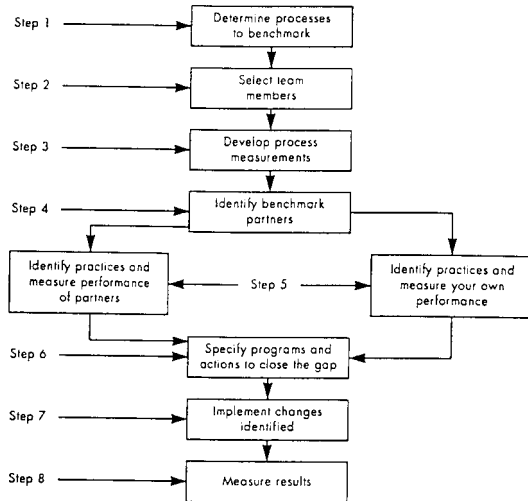 Step 1
Determine processes
to benchmark
Step 2
Select team
members
Step 3
Develop process
measurements
Step 4
Identify benchmark
partners
Identify practices and
measure performance
of partners
Step 5
Identify practices and
measure your own
performance
Step 6
Specify programs and
actions to close the gap
Step 7
Implement changes
identified
Step 8
Measure results